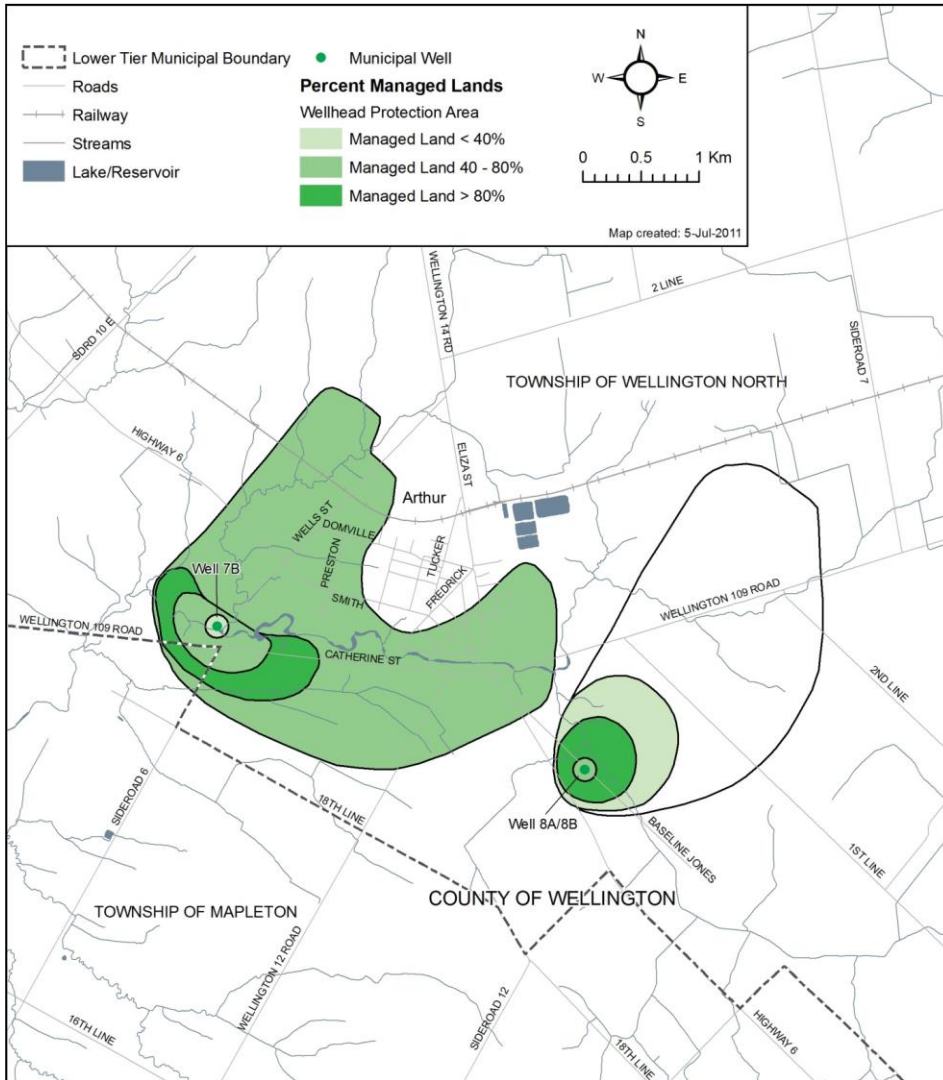 Lower Tier Municipal Boundary
Roads
Railway
Streams
Lake/Reservoir
Municipal Well
Percent Managed Lands
Wellhead Protection Area
Managed Land < 40%
Managed Land 40 - 80%
Managed Land > 80%
N
W E
S
0 0.5 1 Km
Map created: 5-Jul-2011
WELLINGTON 14 RD
2 LINE
SDRD 10 E
SIDEROAD 7
TOWNSHIP OF WELLINGTON NORTH
HIGHWAY 6
ELIZA ST
Arthur
WELLS ST
DOMVILLE
TUCKER
PRESTON
FREDRICK
Well 7B
SMITH
WELLINGTON 109 ROAD
WELLINGTON 109 ROAD
CATHERINE ST
2ND LINE
SIDEROAD 6
18TH LINE
Well 8A/8B
BASELINE JONES
1ST LINE
COUNTY OF WELLINGTON
TOWNSHIP OF MAPLETON
WELLINGTON 12 ROAD
SIDEROAD 12
16TH LINE
18TH LINE
HIGHWAY 6